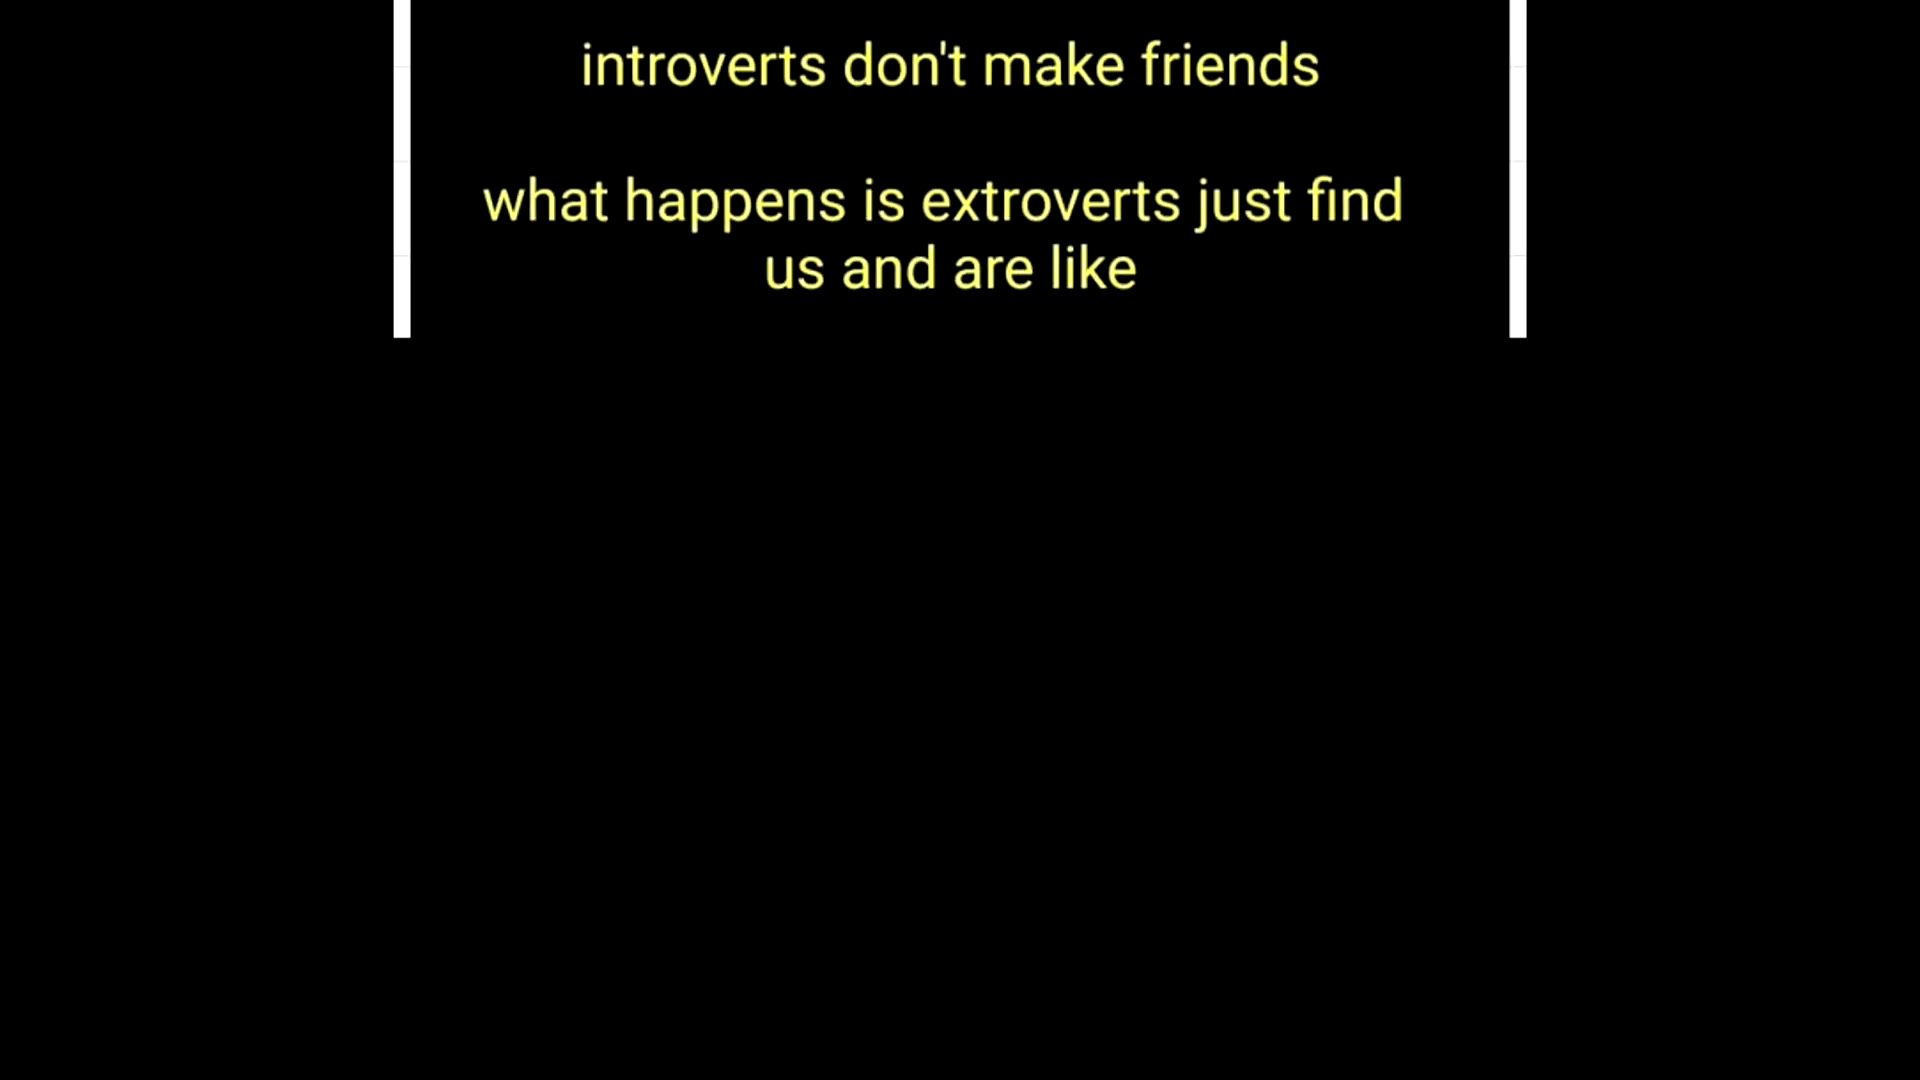 introverts don't make friends
what happens is extroverts just find
us and are like